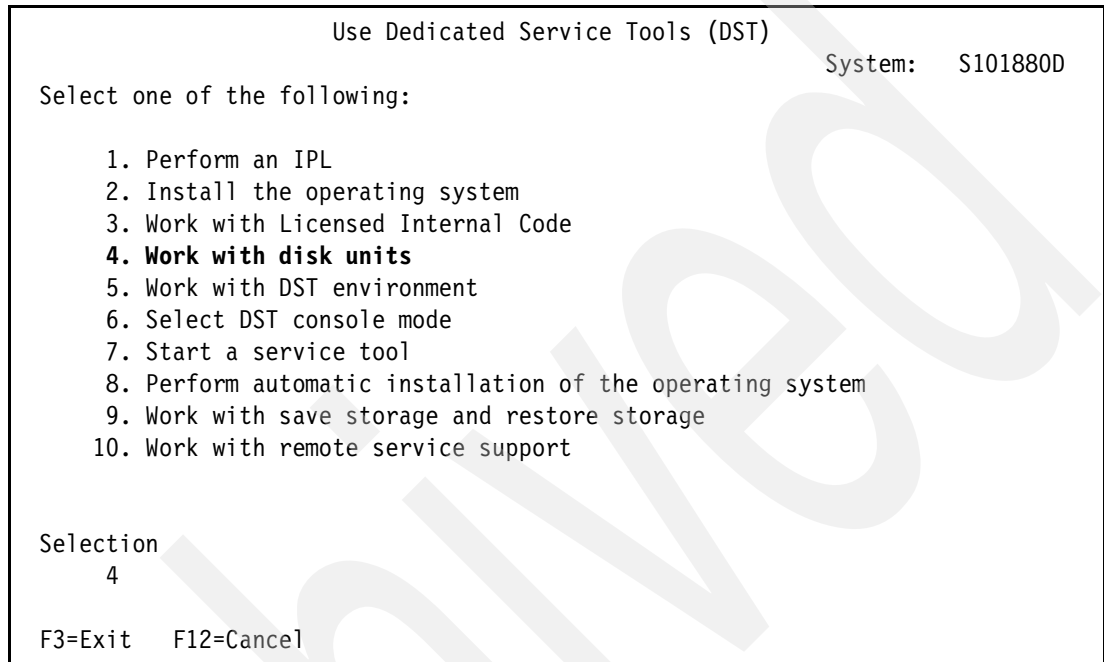 Use Dedicated Service Tools (DST)
System: S101880D
Select one of the following:
1. Perform an IPL
2. Install the operating system
3. Work with Licensed Internal Code
4. Work with disk units
5. Work with DST environment
6. Select DST console mode
7. Start a service tool
8. Perform automatic installation of the operating system
9. Work with save storage and restore storage
10. Work with remote service support
Selection
4
F3=Exit F12=Cancel